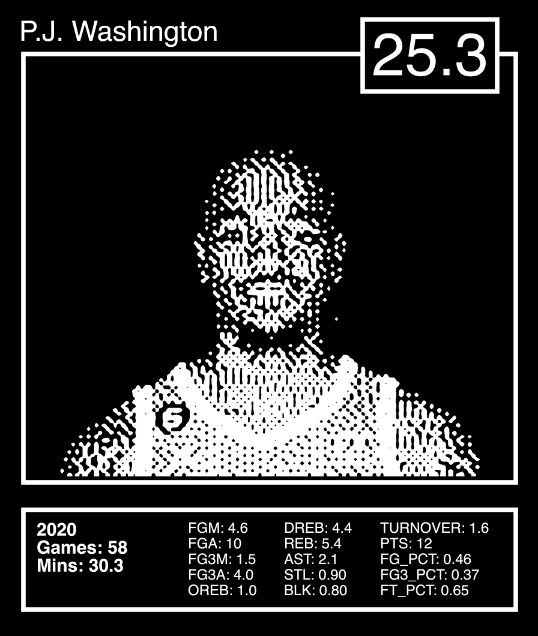 P.J. Washington
25.3
2020
Games: 58
Mins: 30.3
FGM: 4.6
FGA: 10
FG3M: 1.5
FG3A: 4.0
OREB: 1.0
DREB: 4.4
REB: 5.4
AST: 2.1
STL: 0.90
BLK: 0.80
TURNOVER: 1.6
PTS: 12
FG_PCT: 0.46
FG3_PCT: 0.37
FT_PCT: 0.65